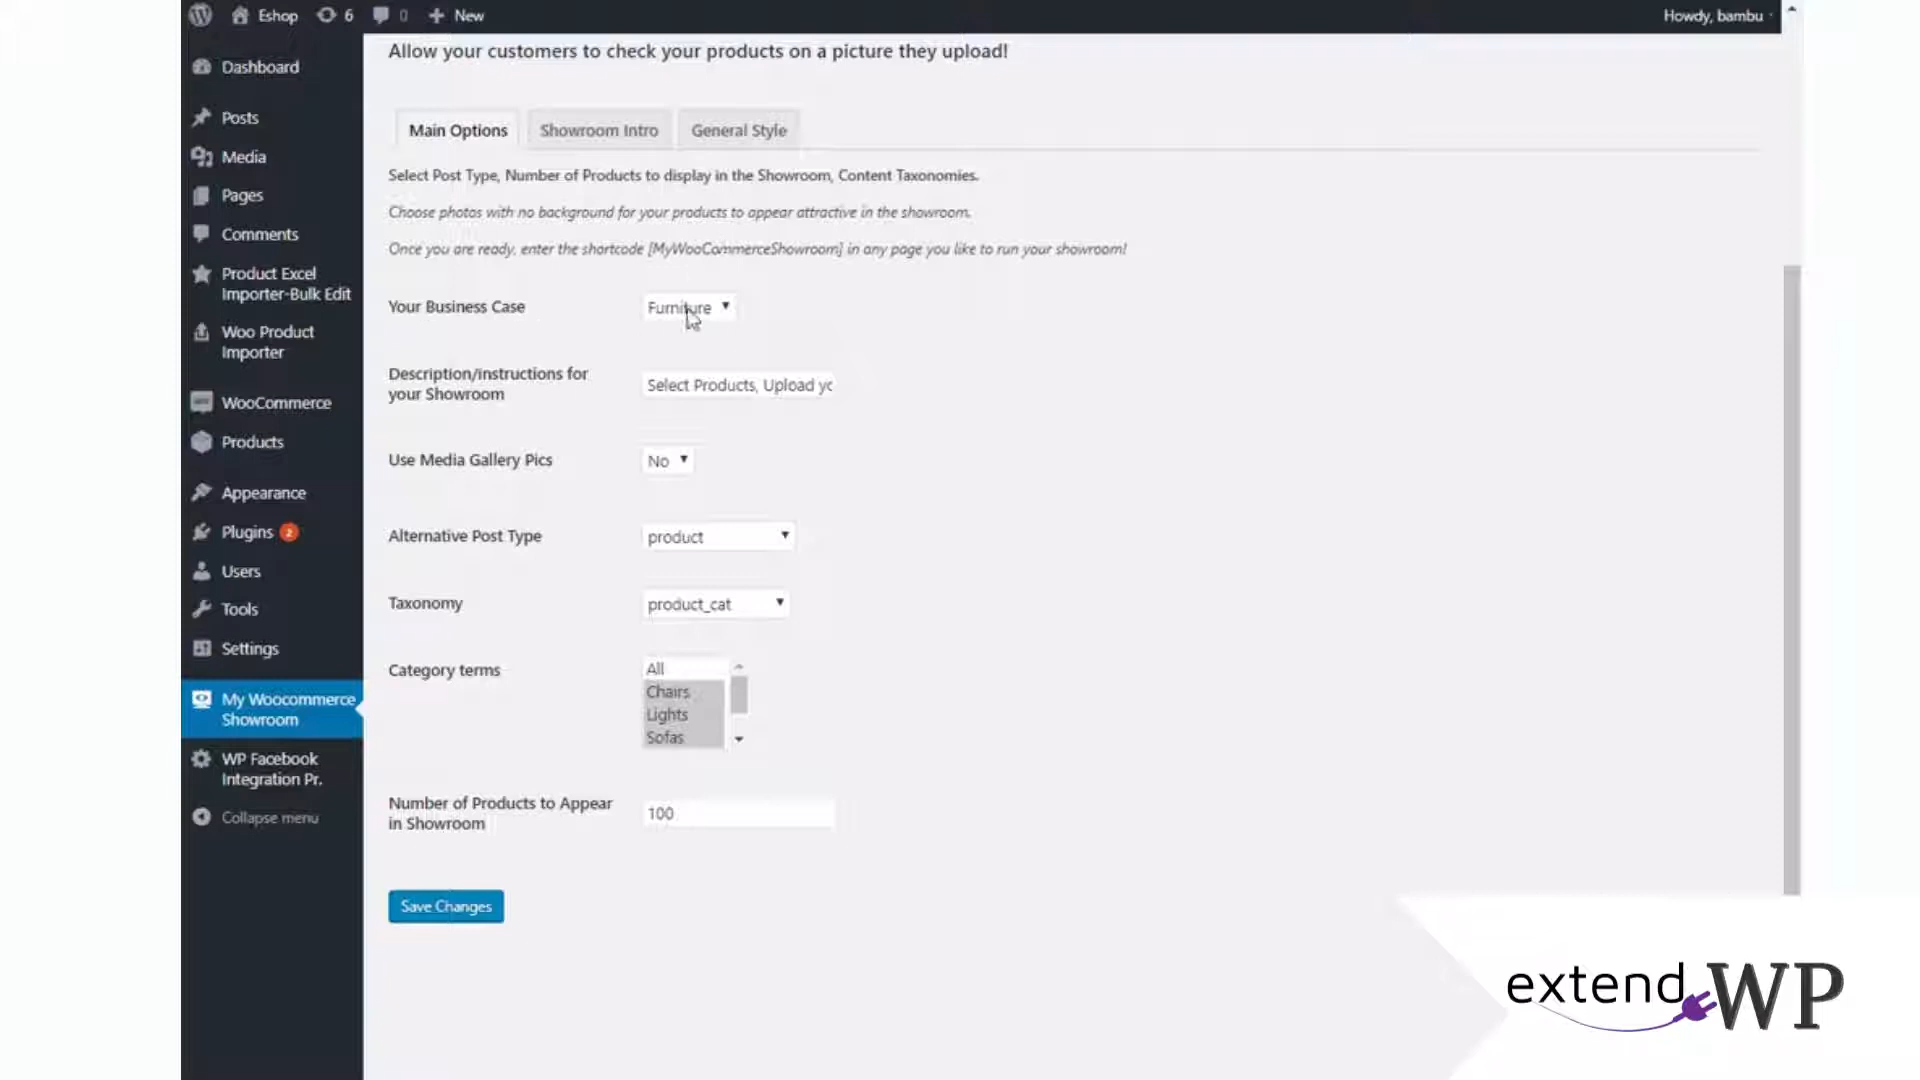 Eshop 6 0 New Howdy, bambu
Dashboard
Posts
Media
Pages
Comments
Product Excel
Importer-Bulk Edit
Woo Product
Importer
WooCommerce
Products
Appearance
Plugins 2
Users
Tools
Settings
My Woocommerce
Showroom
WP Facebook
Integration Pr.
Collapse menu
Allow your customers to check your products on a picture they upload!
Main Options Showroom Intro General Style
Select Post Type, Number of Products to display in the Showroom, Content Taxonomies.
Choose photos with no background for your products to appear attractive in the showroom.
Once you are ready, enter the shortcode [MyWooCommerceShowroom] in any page you like to run your showroom!
Your Business Case Furniture
Description/instructions for
your Showroom
Select Products, Upload yo
Use Media Gallery Pics No
Alternative Post Type product
Taxonomy product_cat
Category terms
All
Chairs
Lights
Sofas
Number of Products to Appear
in Showroom
100
Save Changes
extendWP